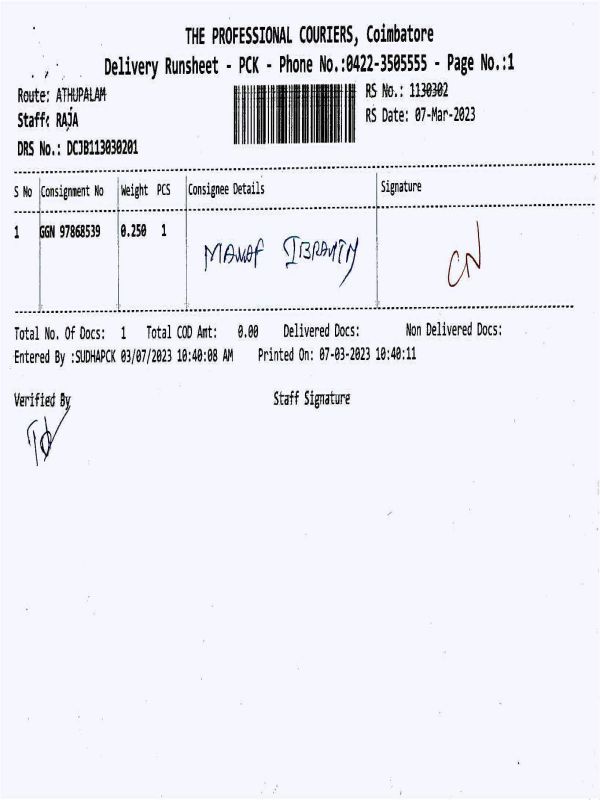 THE PROFESSIONAL COURIERS, Coimbatore
Delivery Runsheet - PCK - Phone No.:0422-3505555 - Page No.:1
Route: ATHUPALAM
RS No.: 1130302
Staff: RAJA
RS Date: 07-Mar-2023
DRS No.: DCJB113030201
S No Consignment No Weight PCS Consignee Details Signature
1 GGN 97868539 0.250 1 MANAF IBRAHIM
Total No. Of Docs: 1 Total COD Amt: 0.00 Delivered Docs: Non Delivered Docs:
Entered By :SUDHAPCK 03/07/2023 10:40:08 AM Printed On: 07-03-2023 10:40:11
Verified By Staff Signature